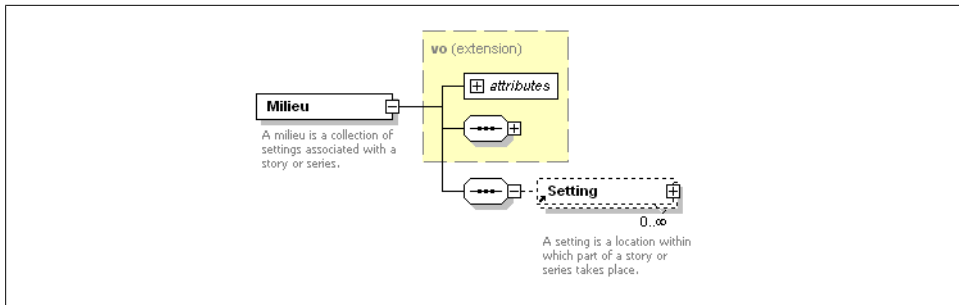 vo (extension)
attributes
Milieu
A milieu is a collection of
settings associated with a
story or series.
Setting
0..∞
A setting is a location within
which part of a story or
series takes place.